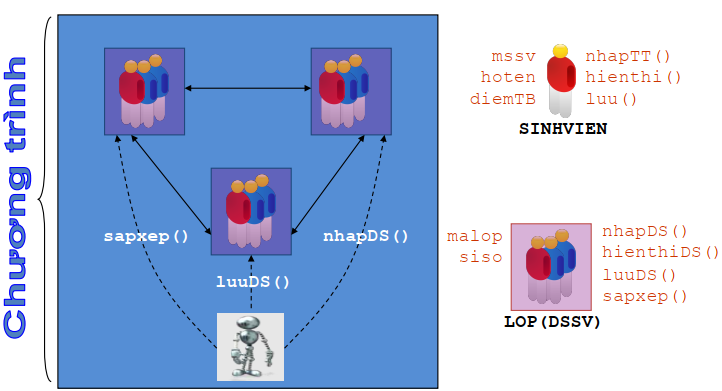 Chương trình
sapxep()
nhapDS()
luuDS()
mssv
hoten
diemTB
nhapTT()
hienthi()
luu()
SINHVIEN
malop
siso
nhapDS()
hienthiDS()
luuDS()
sapxep()
LOP(DSSV)